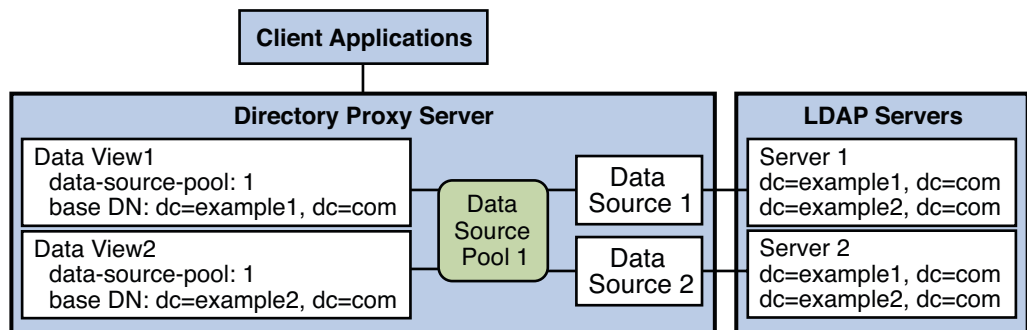 Client Applications
Directory Proxy Server
Data View1
data-source-pool: 1
base DN: dc=example1, dc=com
Data View2
data-source-pool: 1
base DN: dc=example2, dc=com
Data
Source
Pool 1
Data
Source 1
Data
Source 2
LDAP Servers
Server 1
dc=example1, dc=com
dc=example2, dc=com
Server 2
dc=example1, dc=com
dc=example2, dc=com